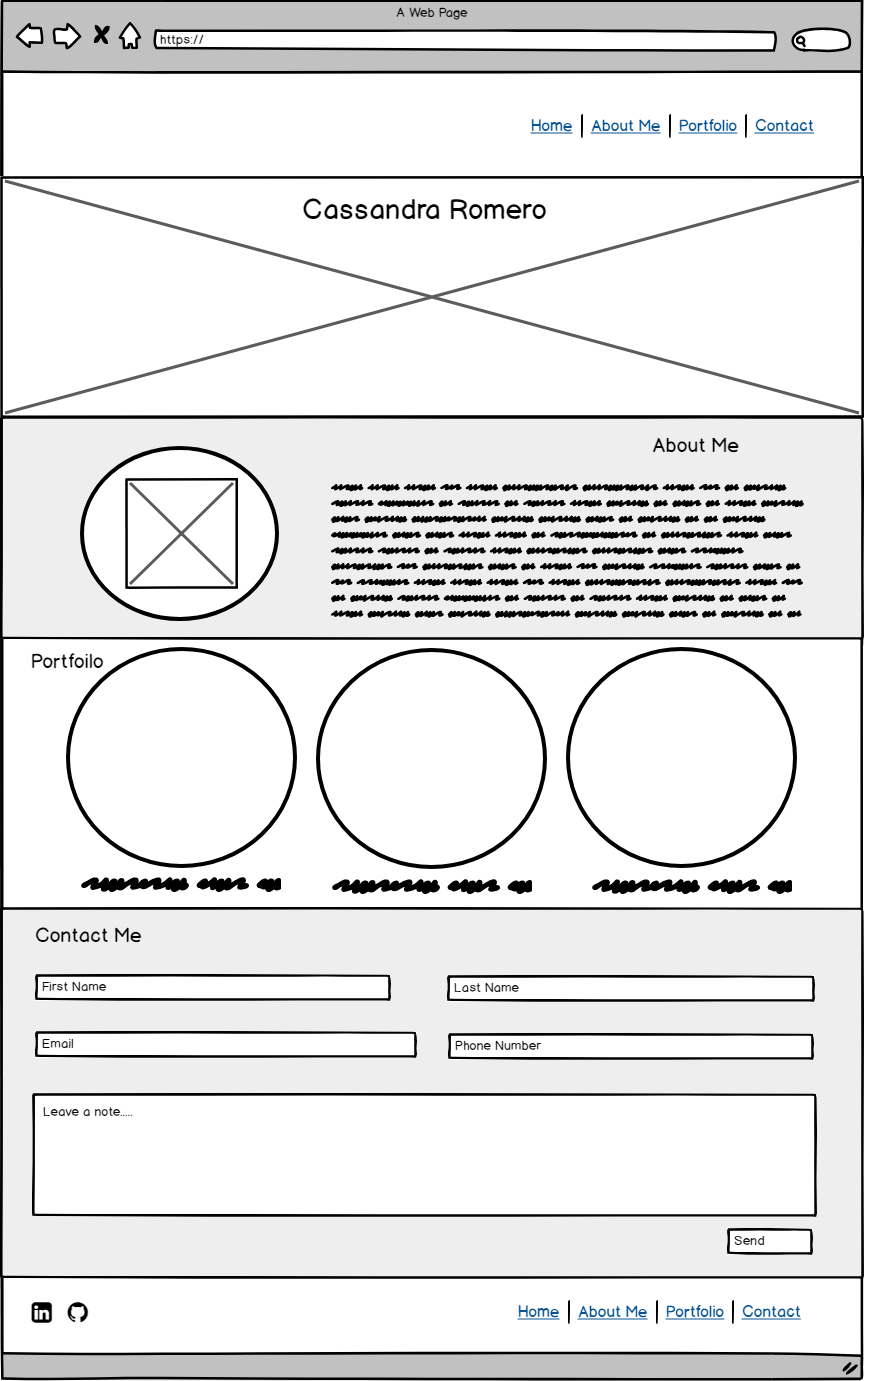 A Web Page
https://
Home About Me Portfolio Contact
Cassandra Romero
About Me
Portfoilo
Contact Me
First Name Last Name
Email Phone Number
Leave a note.....
Send
in Home About Me Portfolio Contact